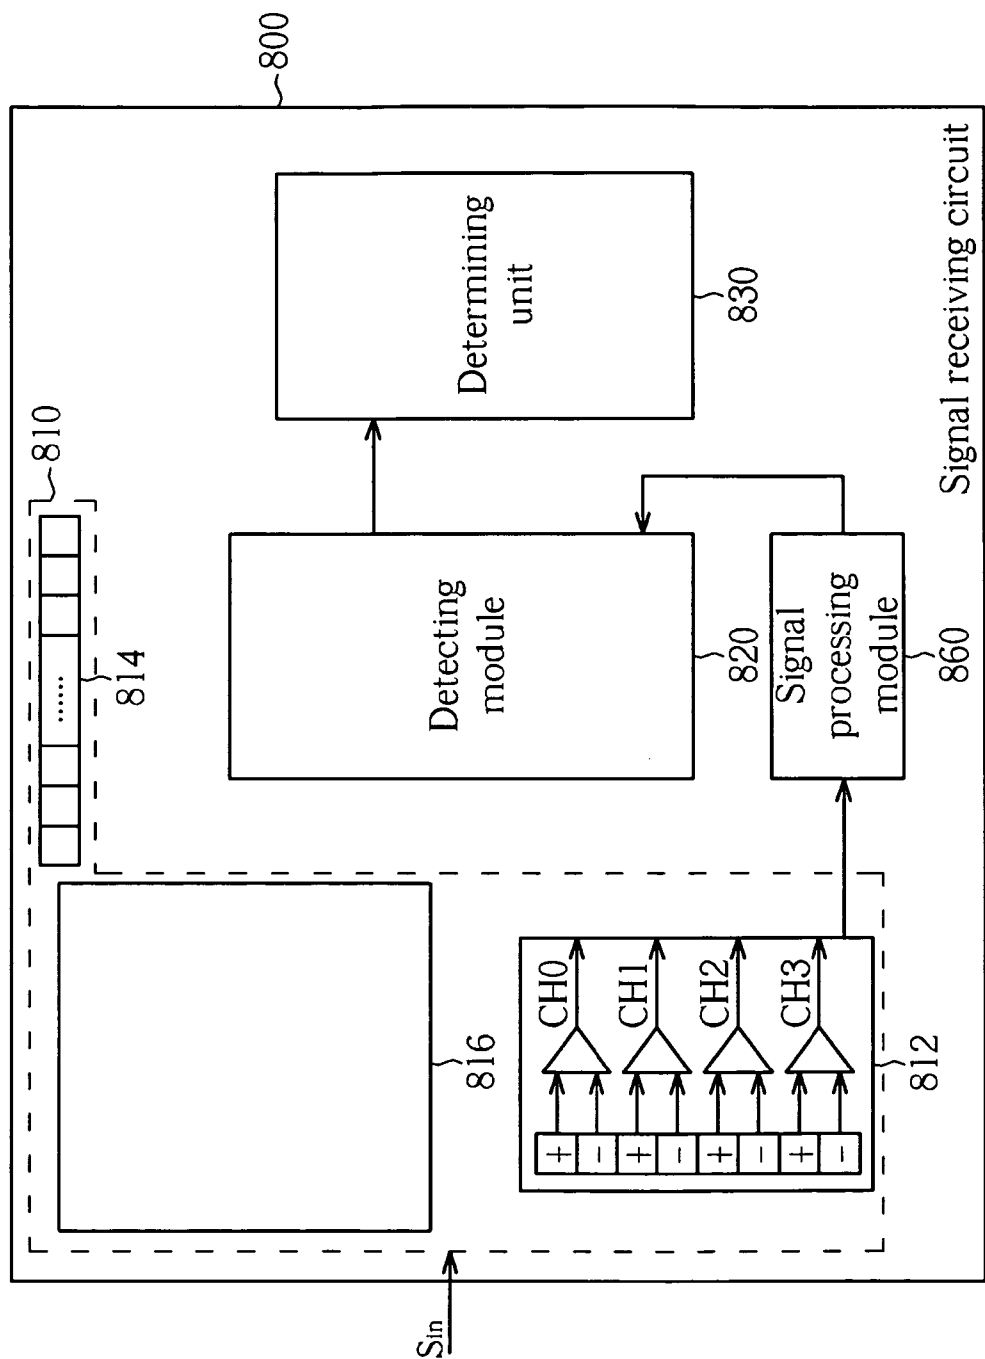 800
810
814
Determining
unit
830
Detecting
module
820
Signal
processing
module
860
816
CH0
CH1
CH2
CH3
+
−
+
−
+
−
+
−
812
Sin
Signal receiving circuit